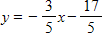 y = -3/5 x - 17/5